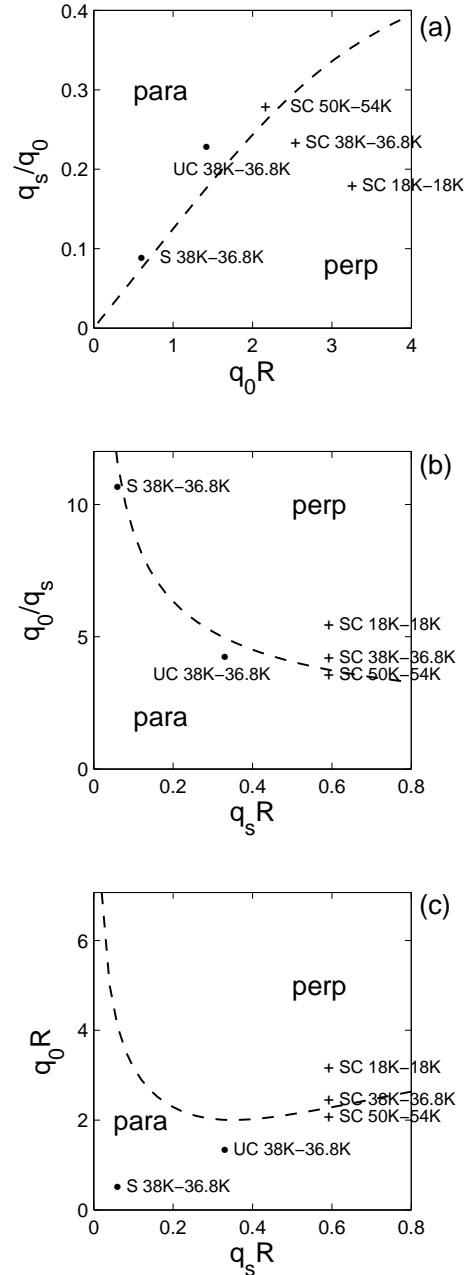 (a)
0.4
0.3
0.2
0.1
0
q_s/q_0
para
SC 50K−54K
SC 38K−36.8K
UC 38K−36.8K
SC 18K−18K
S 38K−36.8K
perp
0 1 2 3 4
q_0R
(b)
10
5
0
q_0/q_s
S 38K−36.8K
perp
SC 18K−18K
SC 38K−36.8K
UC 38K−36.8K
SC 50K−54K
para
0 0.2 0.4 0.6 0.8
q_sR
(c)
6
4
2
0
q_0R
perp
SC 18K−18K
SC 38K−36.8K
SC 50K−54K
para
UC 38K−36.8K
S 38K−36.8K
0 0.2 0.4 0.6 0.8
q_sR